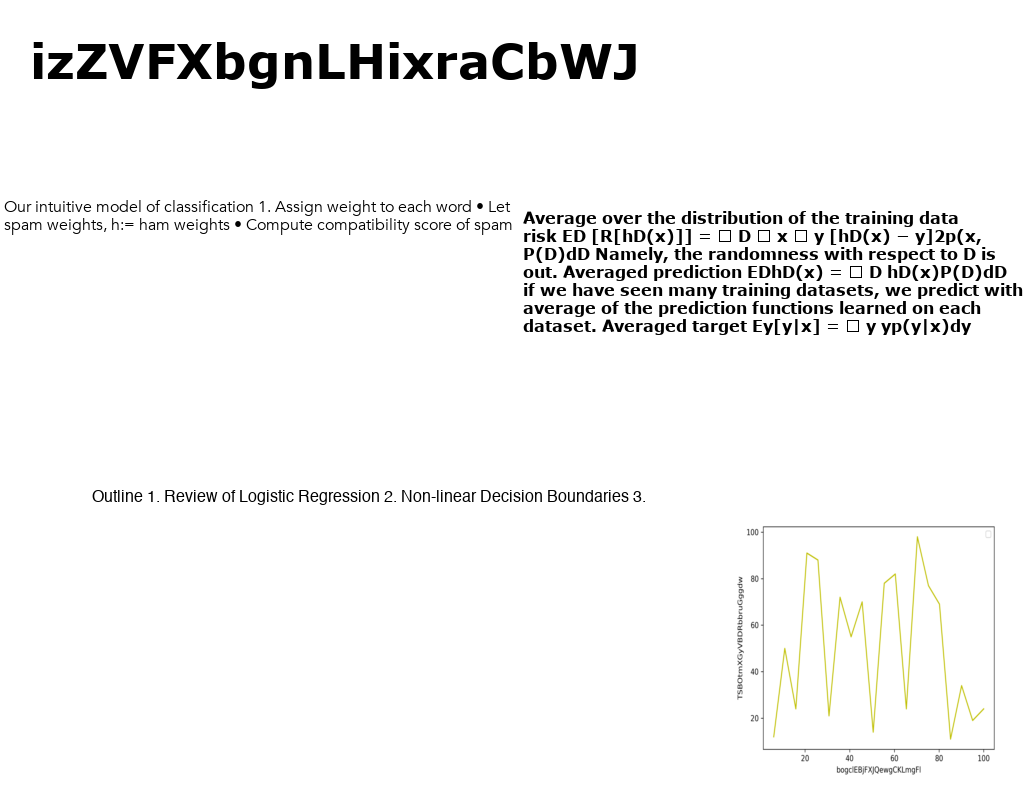 izZVFXbgnLHixraCbWJ
Our intuitive model of classification 1. Assign weight to each word • Let
spam weights, h:= ham weights • Compute compatibility score of spam
Average over the distribution of the training data
risk ED [R[hD(x)]] = □ D □ x □ y [hD(x) − y]2p(x,
P(D)dD Namely, the randomness with respect to D is
out. Averaged prediction EDhD(x) = □ D hD(x)P(D)dD
if we have seen many training datasets, we predict with
average of the prediction functions learned on each
dataset. Averaged target Ey[y|x] = □ y yp(y|x)dy
Outline 1. Review of Logistic Regression 2. Non-linear Decision Boundaries 3.
100
80
60
40
20
20 40 60 80 100